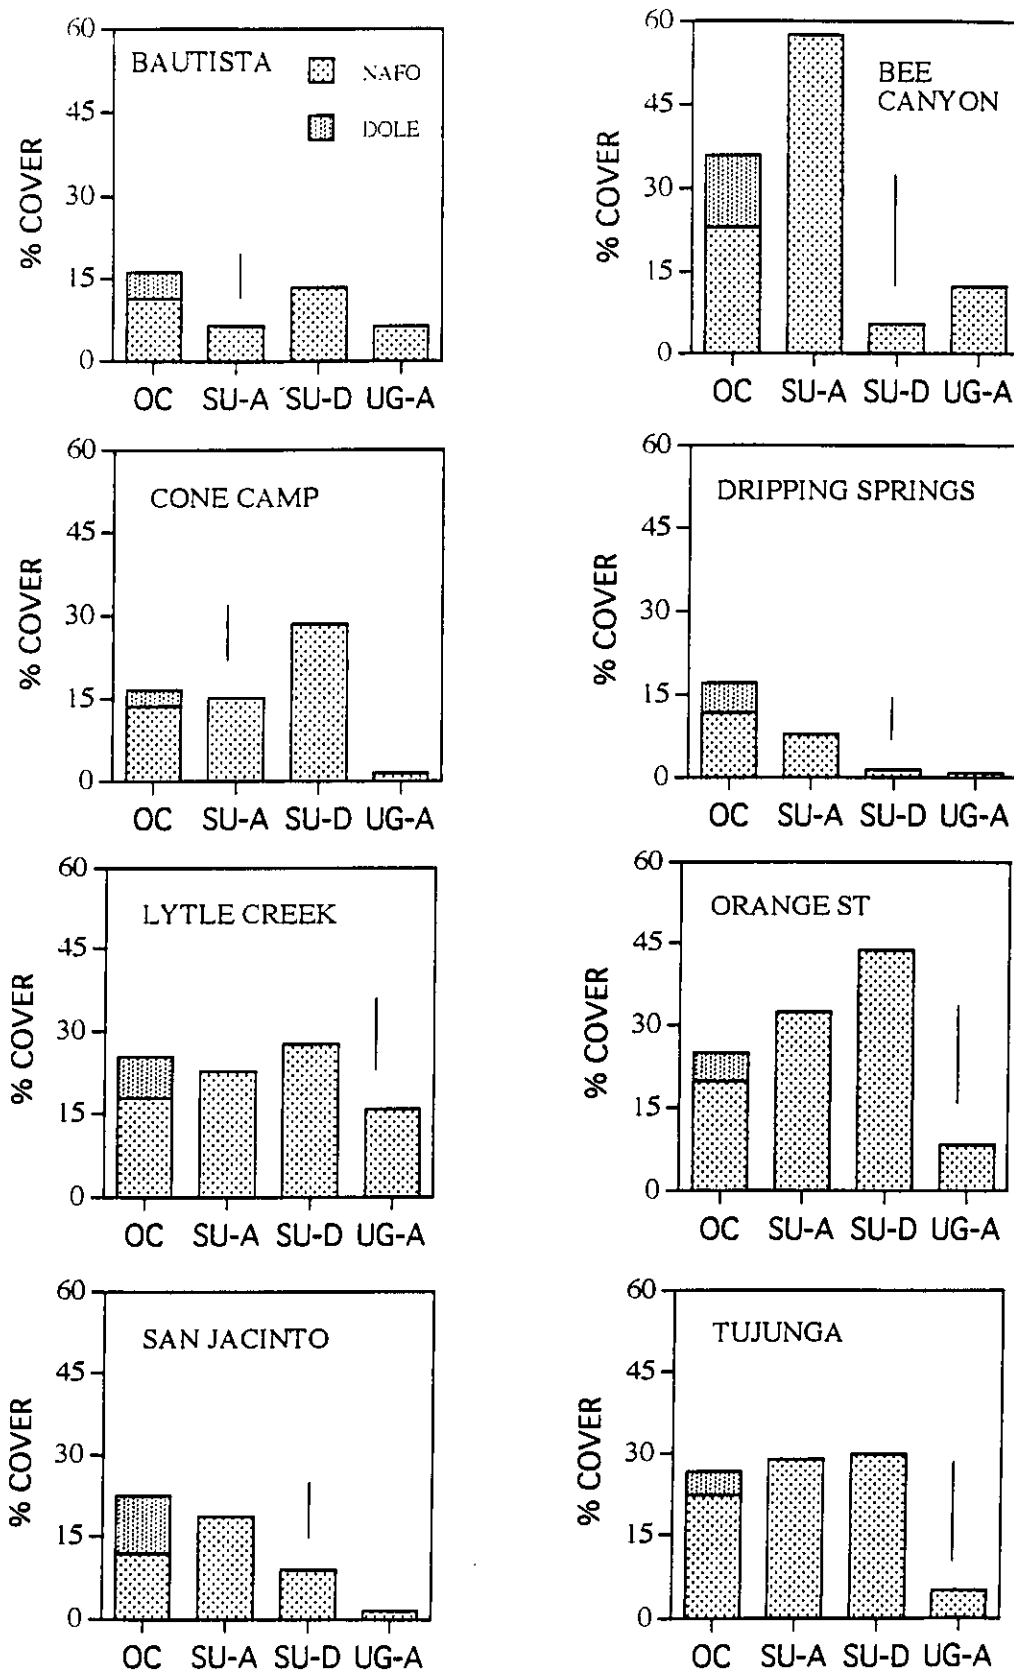 60
BAUTISTA
NAFO
45
DOLE
% COVER
30
15
0
OC SU-A SU-D UG-A
60
BEE
CANYON
45
% COVER
30
15
0
OC SU-A SU-D UG-A
60
CONE CAMP
45
% COVER
30
15
0
OC SU-A SU-D UG-A
60
DRIPPING SPRINGS
45
% COVER
30
15
0
OC SU-A SU-D UG-A
60
LYTLE CREEK
45
% COVER
30
15
0
OC SU-A SU-D UG-A
60
ORANGE ST
45
% COVER
30
15
0
OC SU-A SU-D UG-A
60
SAN JACINTO
45
% COVER
30
15
0
OC SU-A SU-D UG-A
60
TUJUNGA
45
% COVER
30
15
0
OC SU-A SU-D UG-A